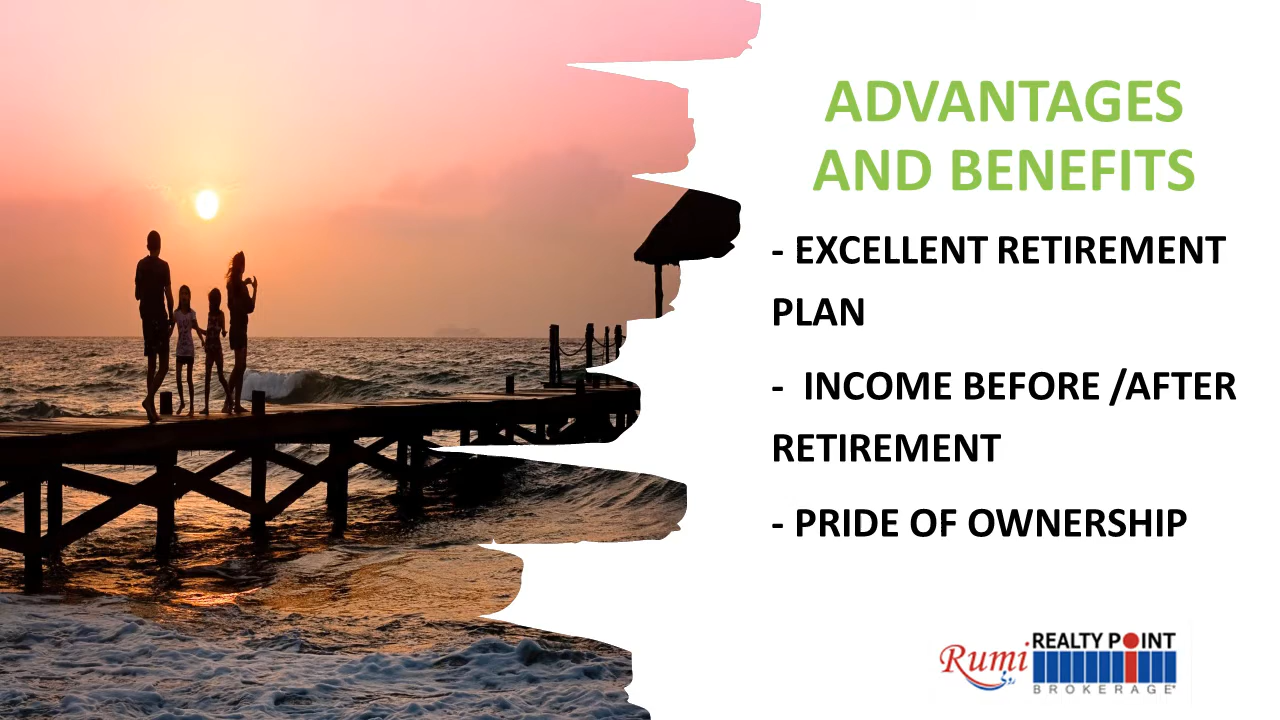 ADVANTAGES
AND BENEFITS
- EXCELLENT RETIREMENT
PLAN
- INCOME BEFORE /AFTER
RETIREMENT
- PRIDE OF OWNERSHIP
Rumi REALTY POINT
BROKERAGE